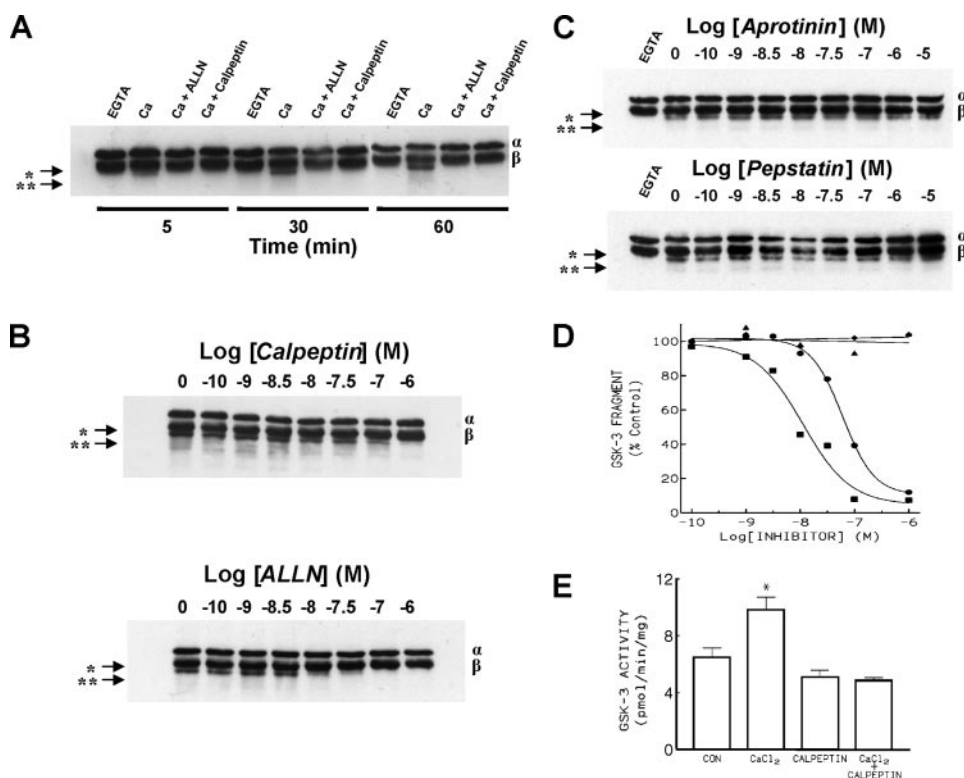 A
EGTA Ca Ca + ALLN Ca + Calpeptin EGTA Ca Ca + ALLN Ca + Calpeptin EGTA Ca Ca + ALLN Ca + Calpeptin
α
β
*
**
5 30 60
Time (min)
B
Log [Calpeptin] (M)
0 -10 -9 -8.5 -8 -7.5 -7 -6
α
β
*
**
Log [ALLN] (M)
0 -10 -9 -8.5 -8 -7.5 -7 -6
α
β
*
**
C
Log [Aprotinin] (M)
EGTA 0 -10 -9 -8.5 -8 -7.5 -7 -6 -5
α
β
*
**
Log [Pepstatin] (M)
EGTA 0 -10 -9 -8.5 -8 -7.5 -7 -6 -5
α
β
*
**
D
GSK-3 FRAGMENT
(% Control)
100
80
60
40
20
0
-10 -9 -8 -7 -6
Log[INHIBITOR] (M)
E
GSK-3 ACTIVITY
(pmol/min/mg)
12
8
4
0
*
CON CaCl₂ CALPEPTIN CaCl₂
+
CALPEPTIN